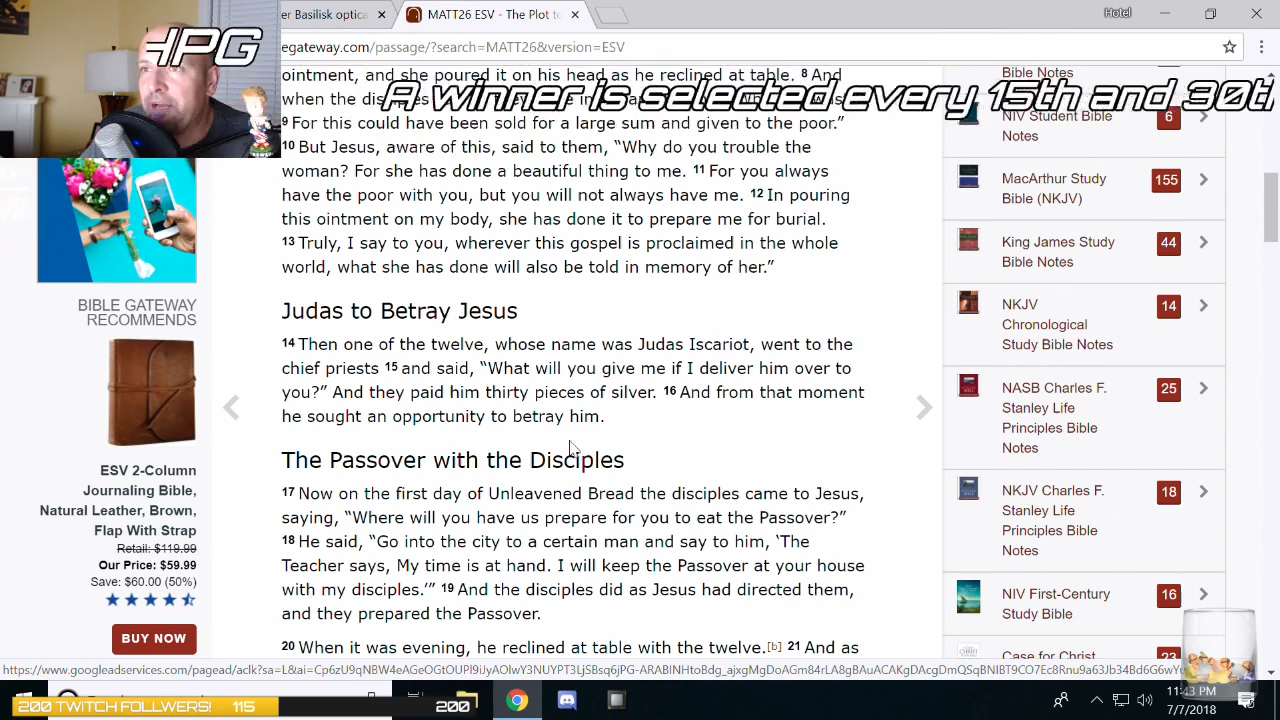 er Basilisk optica
MATT26 ESV - The Plot to
Hotel
egateway.com/passage/?search=MATT26&version=ESV
HPG
A winner is selected every 15th and 30th
ointment, and she poured it on his head as he reclined at table. 8 And
when the
9 For this could have been sold for a large sum and given to the poor.”
10 But Jesus, aware of this, said to them, “Why do you trouble the
woman? For she has done a beautiful thing to me. 11 For you always
have the poor with you, but you will not always have me. 12 In pouring
this ointment on my body, she has done it to prepare me for burial.
13 Truly, I say to you, wherever this gospel is proclaimed in the whole
world, what she has done will also be told in memory of her.”
Judas to Betray Jesus
14 Then one of the twelve, whose name was Judas Iscariot, went to the
chief priests 15 and said, “What will you give me if I deliver him over to
you?” And they paid him thirty pieces of silver. 16 And from that moment
he sought an opportunity to betray him.
The Passover with the Disciples
17 Now on the first day of Unleavened Bread the disciples came to Jesus,
saying, “Where will you have us prepare for you to eat the Passover?”
18 He said, “Go into the city to a certain man and say to him, ‘The
Teacher says, My time is at hand. I will keep the Passover at your house
with my disciples.’” 19 And the disciples did as Jesus had directed them,
and they prepared the Passover.
20 When it was evening, he reclined at table with the twelve.[b] 21 And as
BIBLE GATEWAY
RECOMMENDS
ESV 2-Column
Journaling Bible,
Natural Leather, Brown,
Flap With Strap
Retail: $119.99
Our Price: $59.99
Save: $60.00 (50%)
BUY NOW
Bible Notes
NIV Student Bible
Notes
6
MacArthur Study
Bible (NKJV)
155
King James Study
Bible Notes
44
NKJV
Chronological
Study Bible Notes
14
NASB Charles F.
Stanley Life
Principles Bible
Notes
25
NKJV Charles F.
Stanley Life
Principles Bible
Notes
18
NIV First-Century
Study Bible
16
Case for Christ
23
200 TWITCH FOLLWERS! 115
200
11:43 PM
7/7/2018